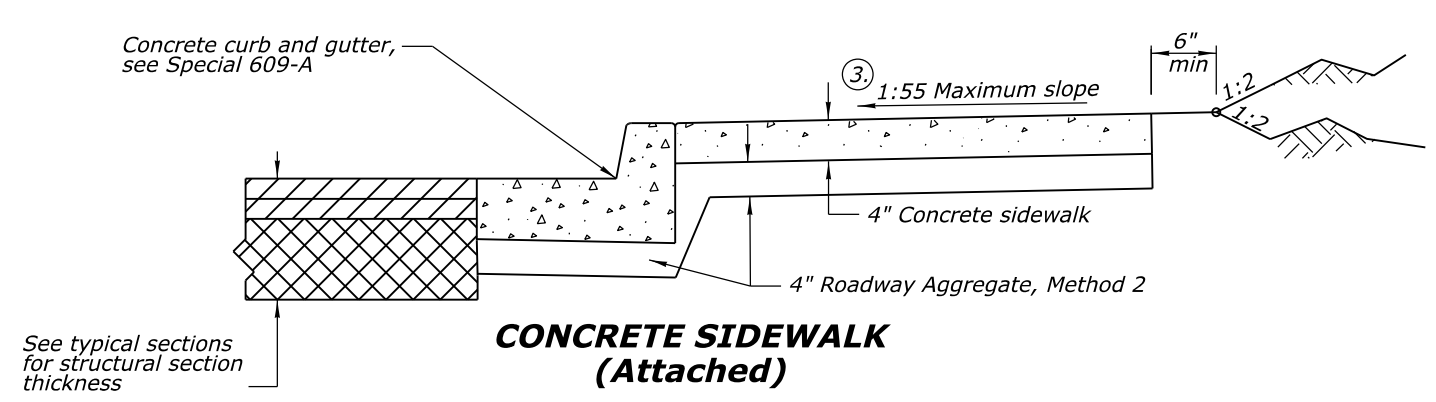 Concrete curb and gutter,
see Special 609-A
3.
1:55 Maximum slope
6"
min
1:2
1:2
4" Concrete sidewalk
4" Roadway Aggregate, Method 2
See typical sections
for structural section
thickness
CONCRETE SIDEWALK
(Attached)